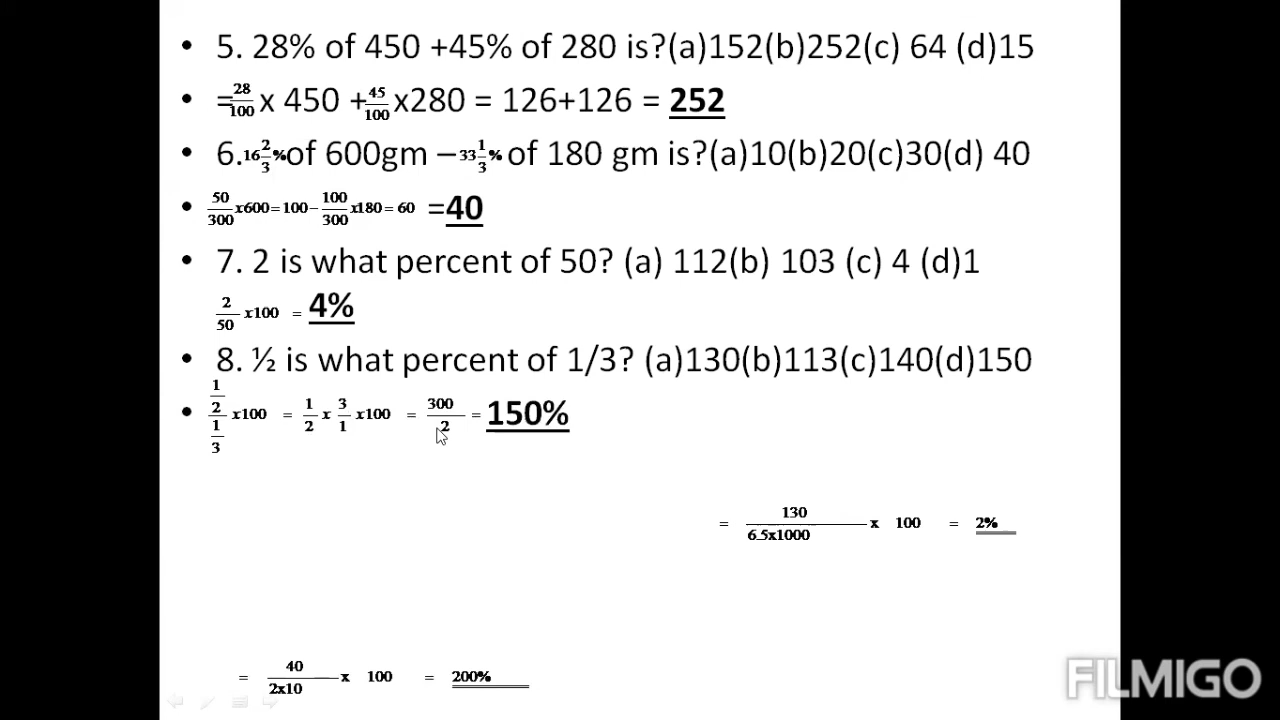 • 5. 28% of 450 +45% of 280 is?(a)152(b)252(c) 64 (d)15
• =28/100 x 450 +45/100 x280 = 126+126 = 252
• 6.16 2/3 %of 600gm –33 1/3 % of 180 gm is?(a)10(b)20(c)30(d) 40
• 50/300 x600=100− 100/300 x180=60 =40
• 7. 2 is what percent of 50? (a) 112(b) 103 (c) 4 (d)1
2/50 x100 = 4%
• 8. ½ is what percent of 1/3? (a)130(b)113(c)140(d)150
• 1/2 / 1/3 x100 = 1/2 x 3/1 x100 = 300/2 = 150%
= 130/6.5x1000 x 100 = 2%
= 40/2x10 x 100 = 200%
FILMIGO